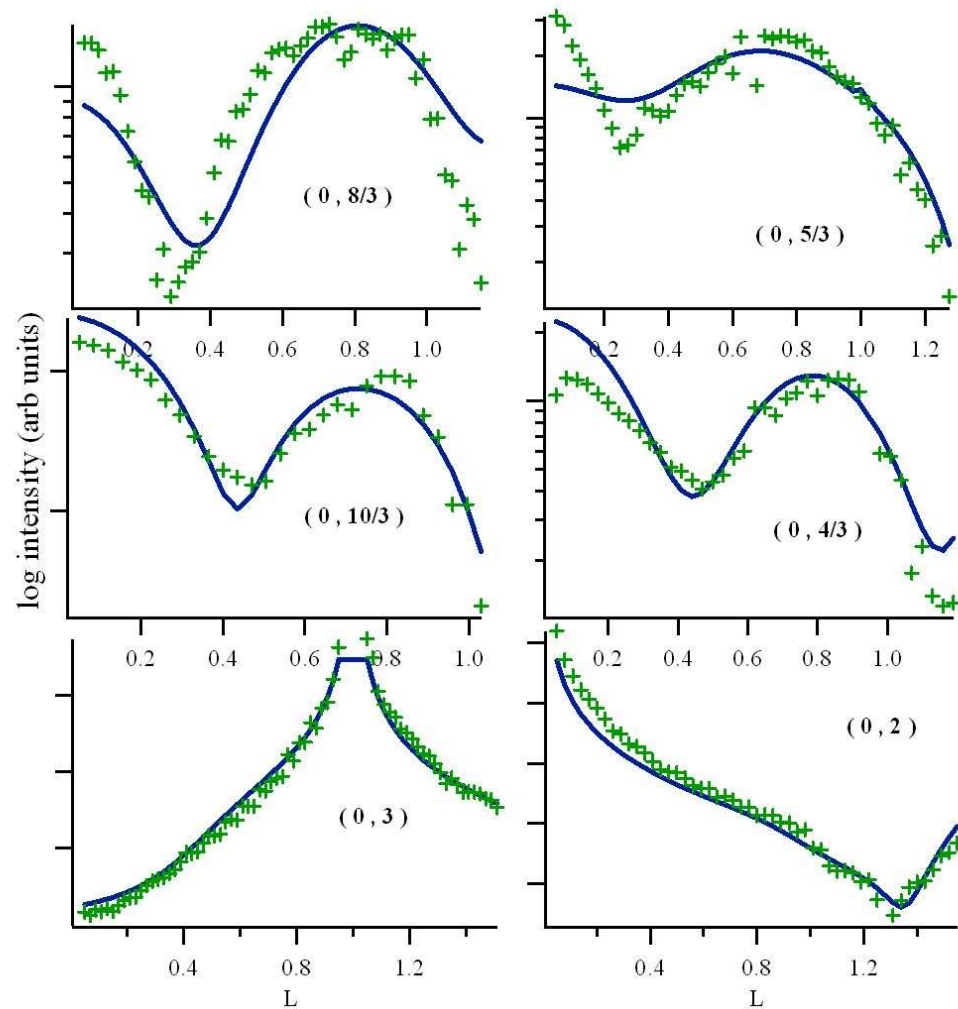 ( 0 , 8/3 )
( 0 , 5/3 )
0.2 0.4 0.6 0.8 1.0
0.2 0.4 0.6 0.8 1.0 1.2
log intensity (arb units)
( 0 , 10/3 )
( 0 , 4/3 )
0.2 0.4 0.6 0.8 1.0
0.2 0.4 0.6 0.8 1.0
( 0 , 3 )
( 0 , 2 )
0.4 0.8 1.2
0.4 0.8 1.2
L
L